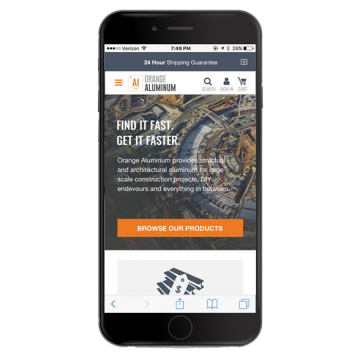 Verizon 7:49 PM 29%
24 Hour Shipping Guarantee
AI ORANGE ALUMINUM
SEARCH SIGN IN CART
FIND IT FAST.
GET IT FASTER.
Orange Aluminum provides structural
and architectural aluminum for large-
scale construction projects, DIY
endevours and everything in between.
BROWSE OUR PRODUCTS
$